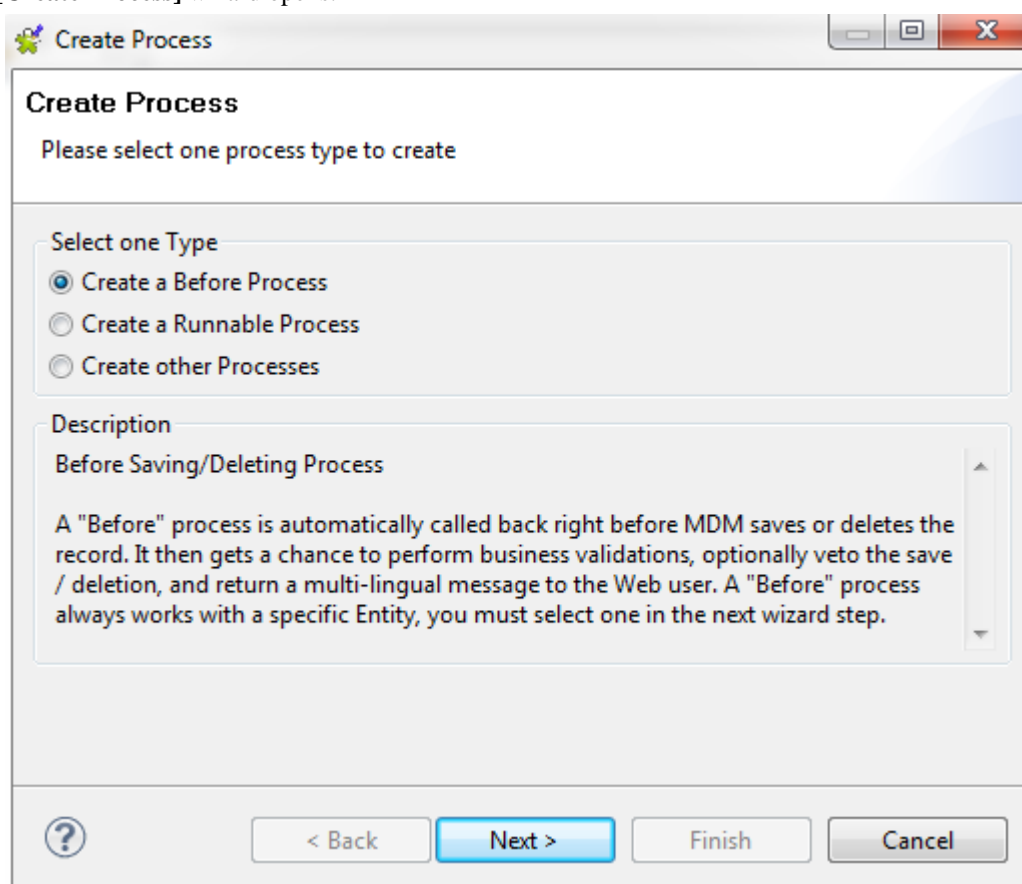 Create Process
Create Process
Please select one process type to create
Select one Type
Create a Before Process
Create a Runnable Process
Create other Processes
Description
Before Saving/Deleting Process
A "Before" process is automatically called back right before MDM saves or deletes the
record. It then gets a chance to perform business validations, optionally veto the save
/ deletion, and return a multi-lingual message to the Web user. A "Before" process
always works with a specific Entity, you must select one in the next wizard step.
? < Back Next > Finish Cancel